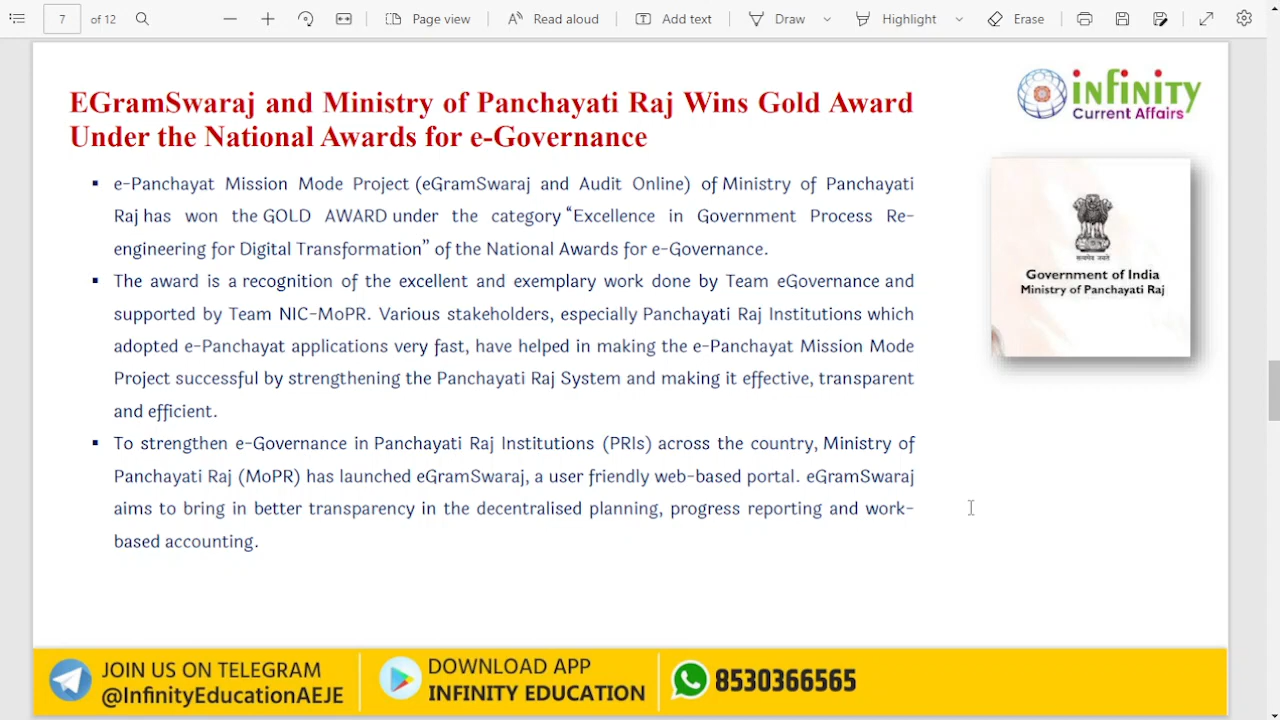 7 of 12 Page view Read aloud Add text Draw Highlight Erase
infinity
Current Affairs
EGramSwaraj and Ministry of Panchayati Raj Wins Gold Award
Under the National Awards for e-Governance
▪ e-Panchayat Mission Mode Project (eGramSwaraj and Audit Online) of Ministry of Panchayati
Raj has won the GOLD AWARD under the category “Excellence in Government Process Re-
engineering for Digital Transformation” of the National Awards for e-Governance.
▪ The award is a recognition of the excellent and exemplary work done by Team eGovernance and
supported by Team NIC-MoPR. Various stakeholders, especially Panchayati Raj Institutions which
adopted e-Panchayat applications very fast, have helped in making the e-Panchayat Mission Mode
Project successful by strengthening the Panchayati Raj System and making it effective, transparent
and efficient.
▪ To strengthen e-Governance in Panchayati Raj Institutions (PRIs) across the country, Ministry of
Panchayati Raj (MoPR) has launched eGramSwaraj, a user friendly web-based portal. eGramSwaraj
aims to bring in better transparency in the decentralised planning, progress reporting and work-
based accounting.
सत्यमेव जयते
Government of India
Ministry of Panchayati Raj
JOIN US ON TELEGRAM
@InfinityEducationAEJE
DOWNLOAD APP
INFINITY EDUCATION
8530366565